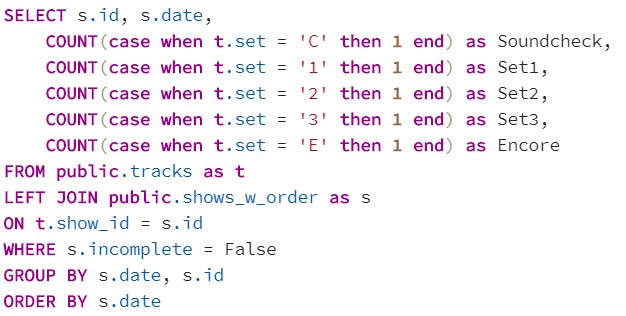 SELECT s.id, s.date,
    COUNT(case when t.set = 'C' then 1 end) as Soundcheck,
    COUNT(case when t.set = '1' then 1 end) as Set1,
    COUNT(case when t.set = '2' then 1 end) as Set2,
    COUNT(case when t.set = '3' then 1 end) as Set3,
    COUNT(case when t.set = 'E' then 1 end) as Encore
FROM public.tracks as t
LEFT JOIN public.shows_w_order as s
ON t.show_id = s.id
WHERE s.incomplete = False
GROUP BY s.date, s.id
ORDER BY s.date